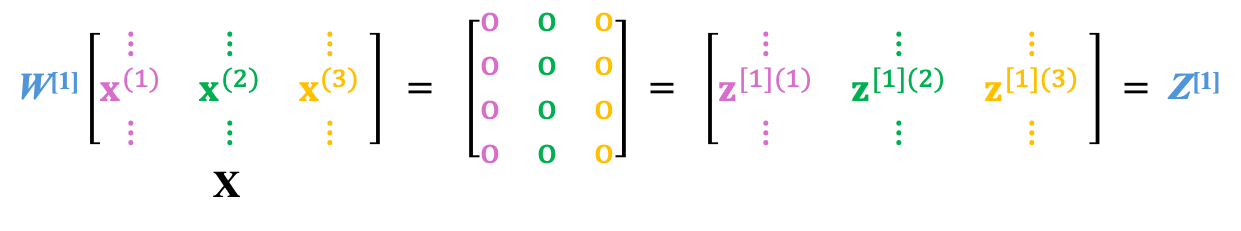 ⋮ ⋮ ⋮ o o o ⋮ ⋮ ⋮
W[1] [ x(1) x(2) x(3) ] = [ o o o ] = [ z[1](1) z[1](2) z[1](3) ] = Z[1]
⋮ ⋮ ⋮ o o o ⋮ ⋮ ⋮
o o o
X